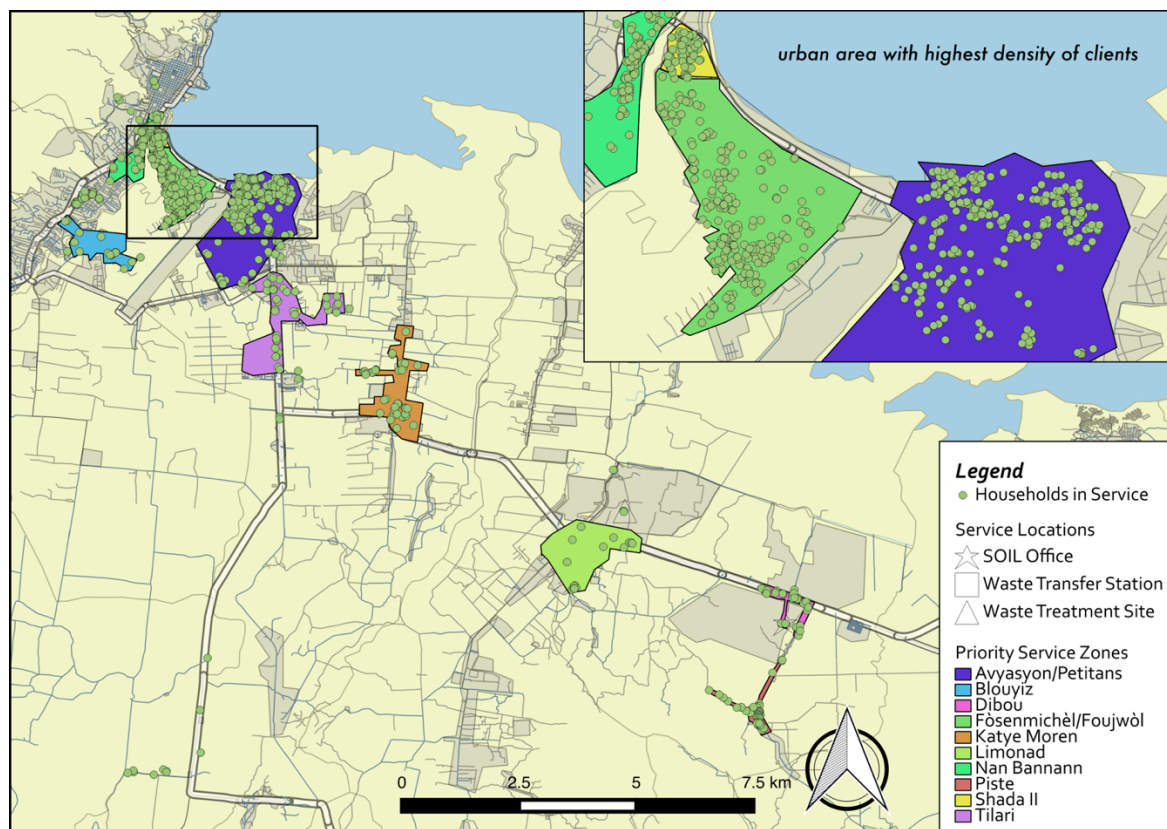 urban area with highest density of clients
Legend
Households in Service
Service Locations
SOIL Office
Waste Transfer Station
Waste Treatment Site
Priority Service Zones
Avyasyon/Petitans
Blouyiz
Dibou
Fòsenmichèl/Foujwòl
Katye Moren
Limonad
Nan Bannann
Piste
Shada II
Tilari
0 2.5 5 7.5 km